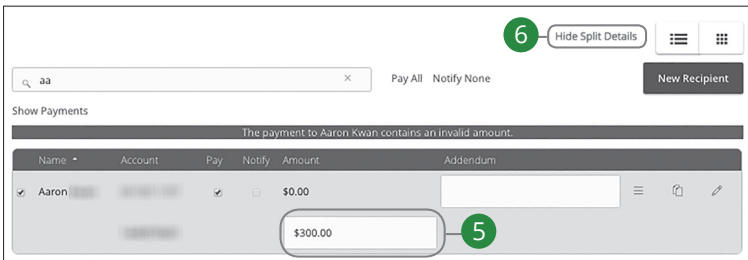 6 Hide Split Details
aa × Pay All Notify None New Recipient
Show Payments
The payment to Aaron Kwan contains an invalid amount.
Name Account Pay Notify Amount Addendum
Aaron $0.00
$300.00 5